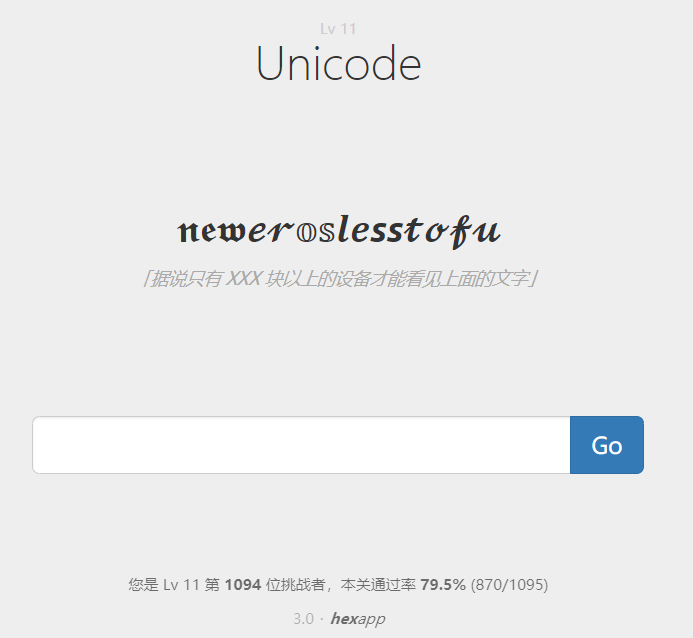 Lv 11
Unicode
𝖓𝖊𝖜𝓮𝓻𝕠𝕤𝙡𝙚𝙨𝙨𝓽𝓸𝓯𝓾
「据说只有 XXX 块以上的设备才能看见上面的文字」
Go
您是 Lv 11 第 1094 位挑战者，本关通过率 79.5% (870/1095)
3.0 · hexapp